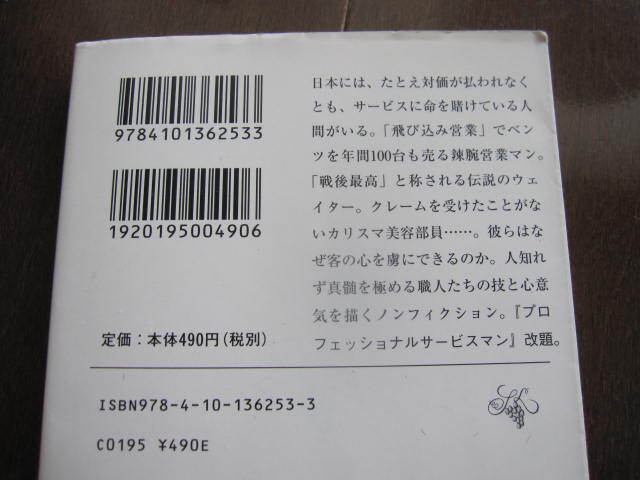 9784101362533
1920195004906
定価：本体490円（税別）
日本には、たとえ対価が払われなく
とも、サービスに命を賭けている人
間がいる。「飛び込み営業」でベン
ツを年間100台も売る辣腕営業マン。
「戦後最高」と称される伝説のウェ
イター。クレームを受けたことがな
いカリスマ美容部員……。彼らはな
ぜ客の心を虜にできるのか。人知れ
ず真髄を極める職人たちの技と心意
気を描くノンフィクション。『プロ
フェッショナルサービスマン』改題。
ISBN978-4-10-136253-3
C0195 ¥490E